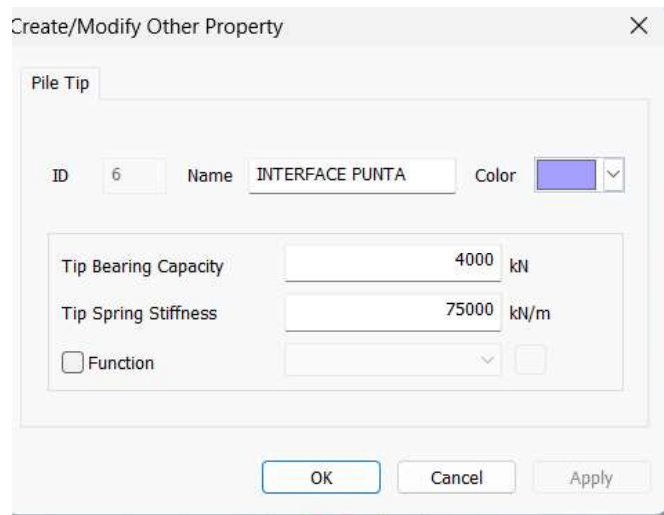 Create/Modify Other Property
Pile Tip
ID 6 Name INTERFACE PUNTA Color
Tip Bearing Capacity 4000 kN
Tip Spring Stiffness 75000 kN/m
Function
OK Cancel Apply